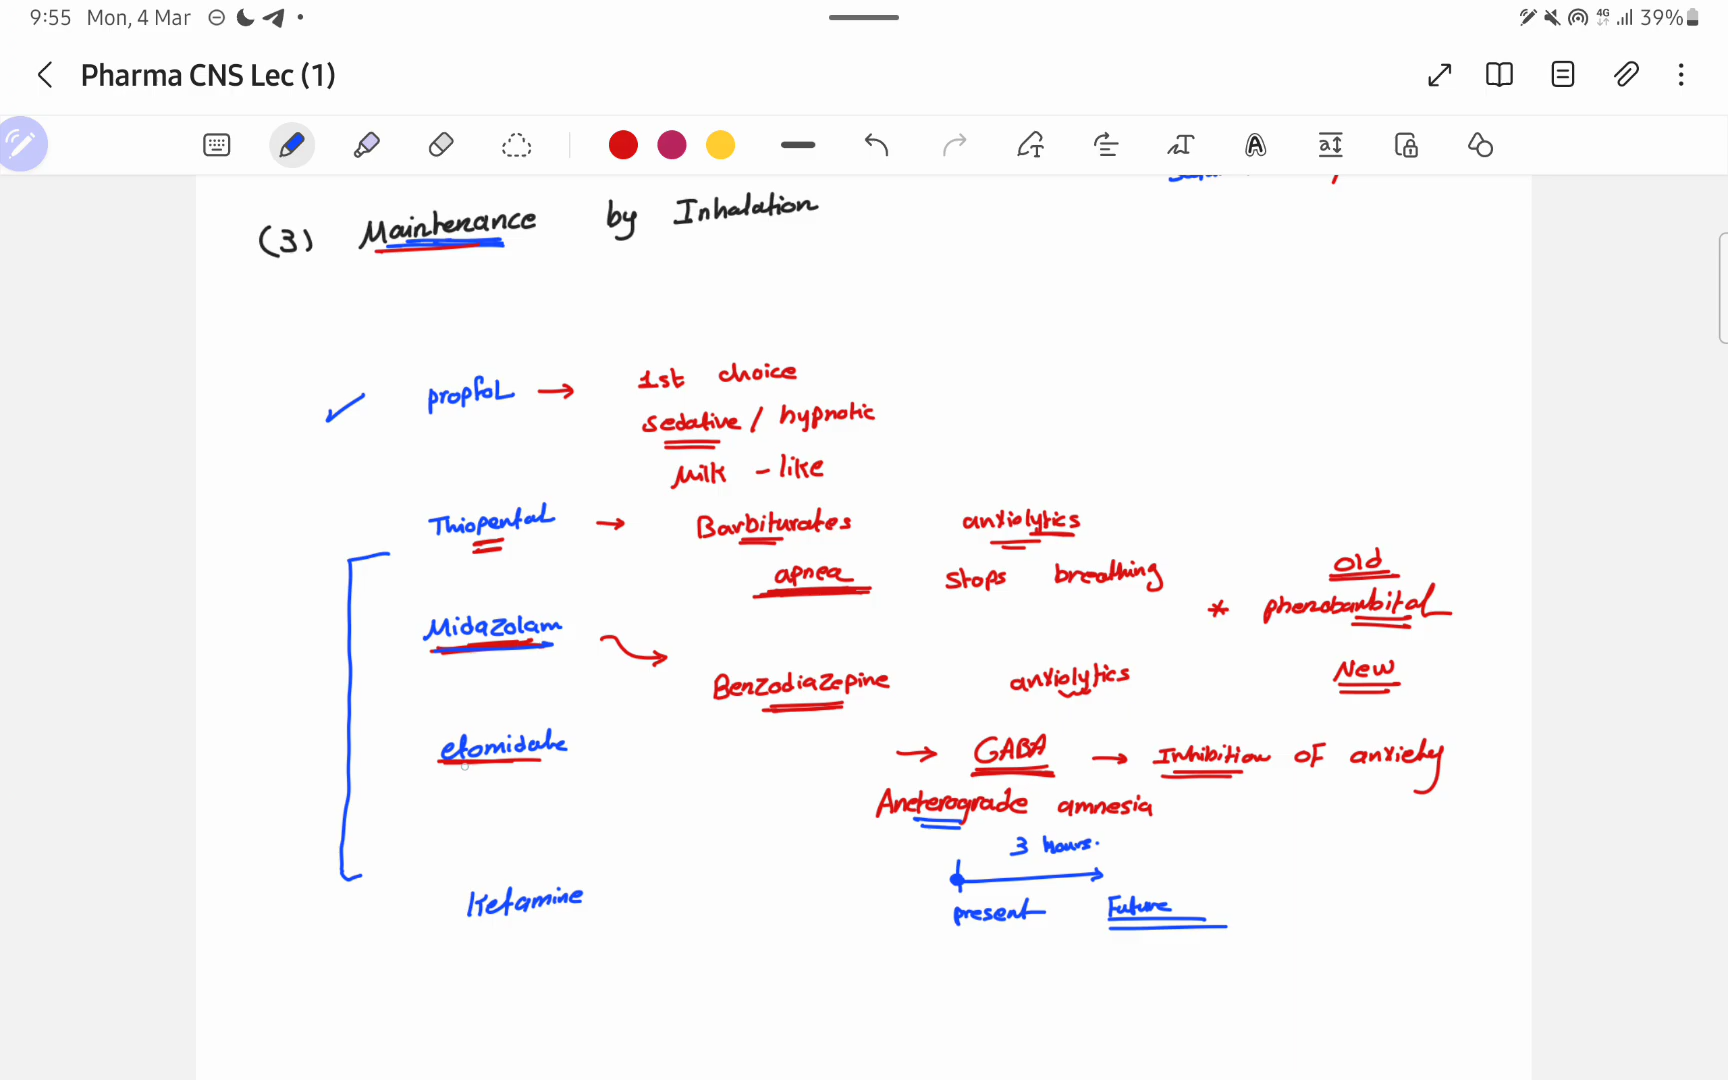 9:55 Mon, 4 Mar
4G 39%
Pharma CNS Lec (1)
(3) Maintenance by Inhalation
propfol → 1st choice
sedative / hypnotic
Milk - like
Thiopental → Barbiturates anxiolytics
apnea stops breathing
Old
* phenobarbital
Midazolam
Benzodiazepine anxiolytics
New
etomidate
→ GABA → Inhibition of anxiety
Aneterograde amnesia
3 hours.
present Future
Ketamine